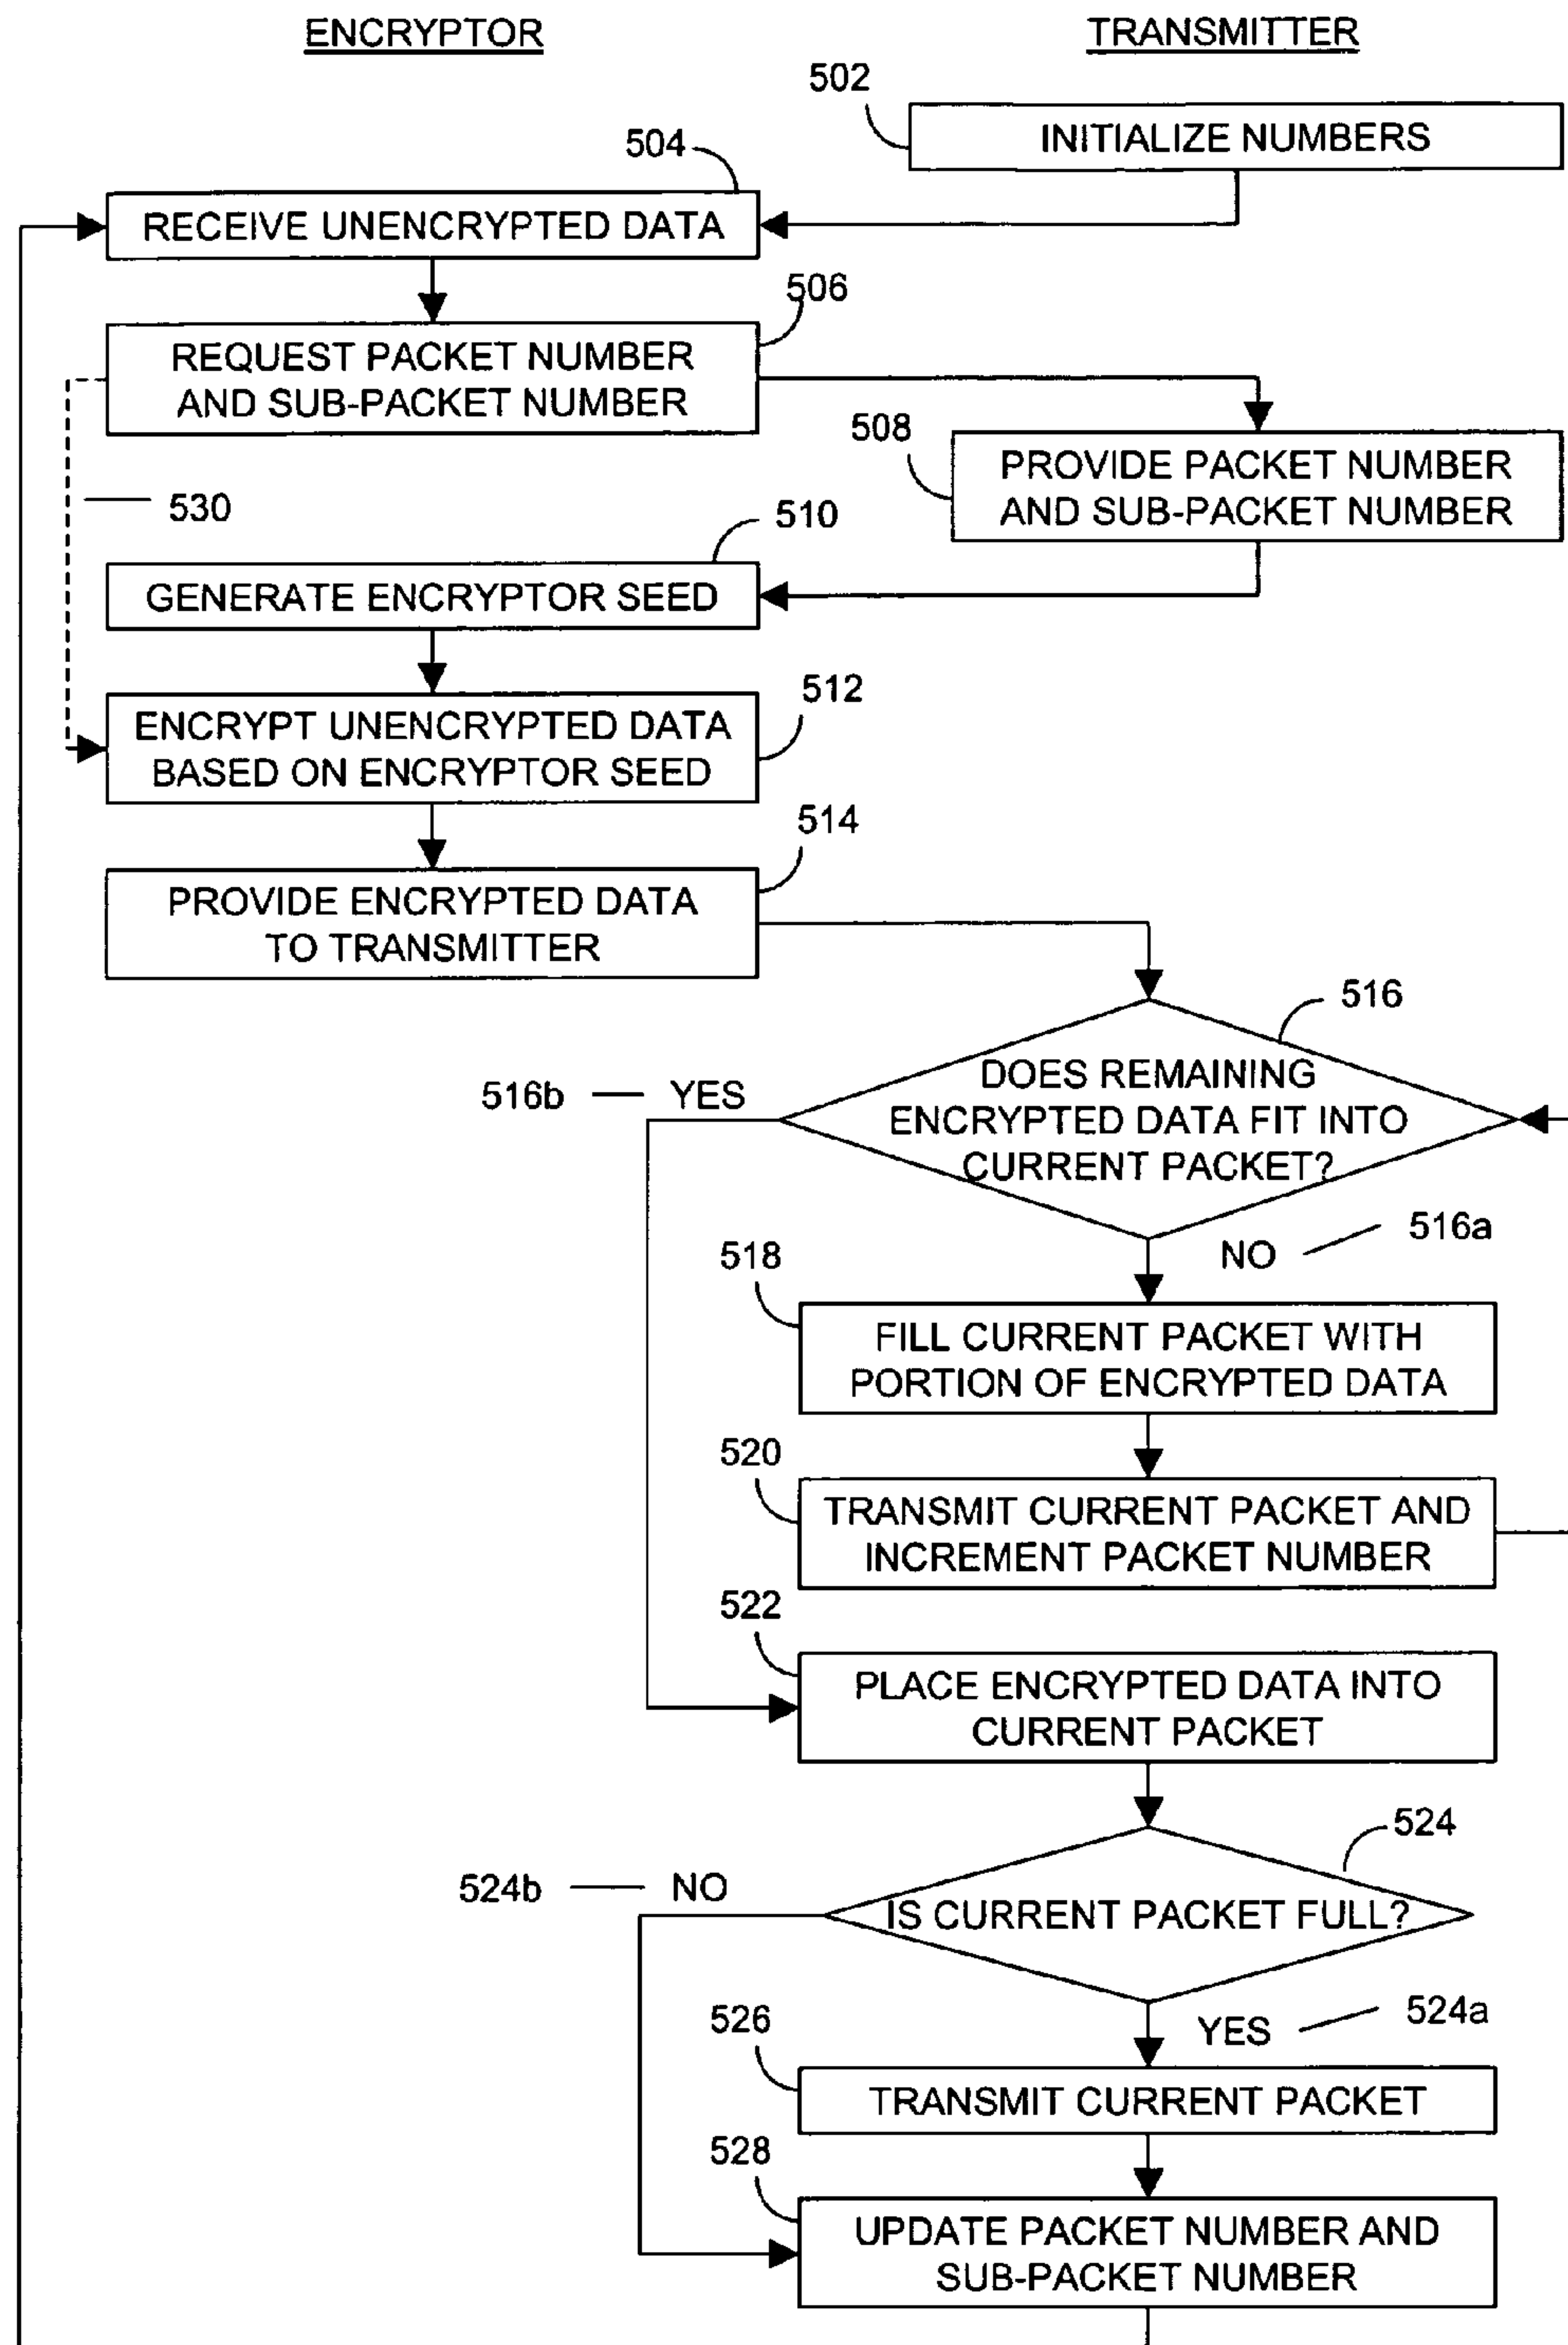 ENCRYPTOR
TRANSMITTER
502
INITIALIZE NUMBERS
504
RECEIVE UNENCRYPTED DATA
506
REQUEST PACKET NUMBER
AND SUB-PACKET NUMBER
508
PROVIDE PACKET NUMBER
AND SUB-PACKET NUMBER
530
510
GENERATE ENCRYPTOR SEED
512
ENCRYPT UNENCRYPTED DATA
BASED ON ENCRYPTOR SEED
514
PROVIDE ENCRYPTED DATA
TO TRANSMITTER
516
DOES REMAINING
ENCRYPTED DATA FIT INTO
CURRENT PACKET?
516b
YES
516a
NO
518
FILL CURRENT PACKET WITH
PORTION OF ENCRYPTED DATA
520
TRANSMIT CURRENT PACKET AND
INCREMENT PACKET NUMBER
522
PLACE ENCRYPTED DATA INTO
CURRENT PACKET
524
IS CURRENT PACKET FULL?
524b
NO
524a
YES
526
TRANSMIT CURRENT PACKET
528
UPDATE PACKET NUMBER AND
SUB-PACKET NUMBER